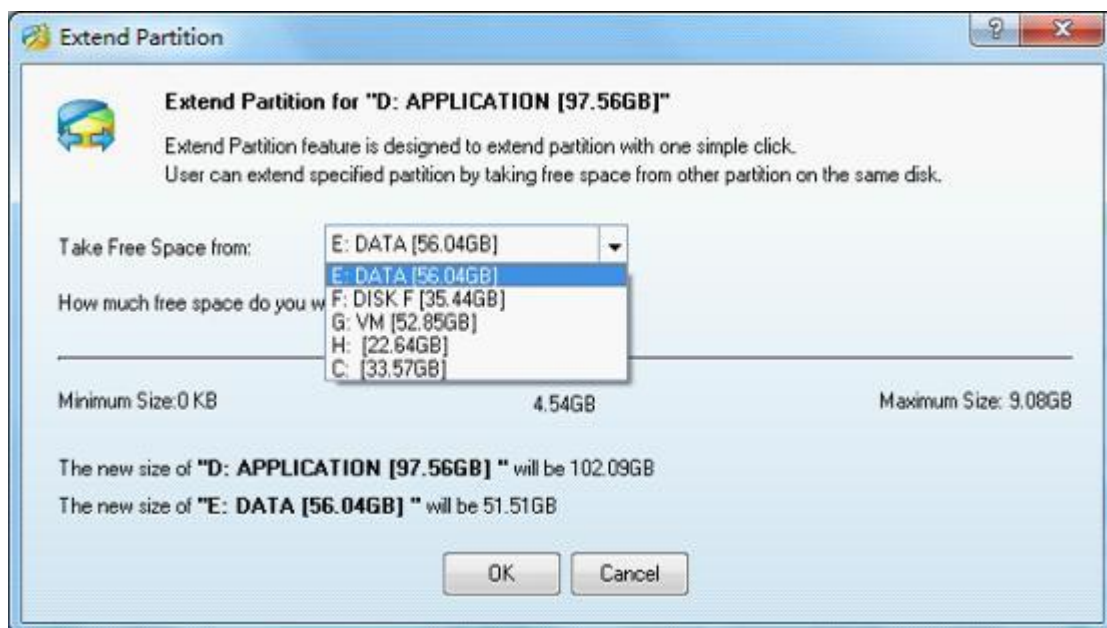 Extend Partition
Extend Partition for "D: APPLICATION [97.56GB]"
Extend Partition feature is designed to extend partition with one simple click.
User can extend specified partition by taking free space from other partition on the same disk.
Take Free Space from: E: DATA [56.04GB]
E: DATA [56.04GB]
How much free space do you w F: DISK F [35.44GB]
G: VM [52.85GB]
H: [22.64GB]
C: [33.57GB]
Minimum Size:0 KB 4.54GB Maximum Size: 9.08GB
The new size of "D: APPLICATION [97.56GB] " will be 102.09GB
The new size of "E: DATA [56.04GB] " will be 51.51GB
OK Cancel